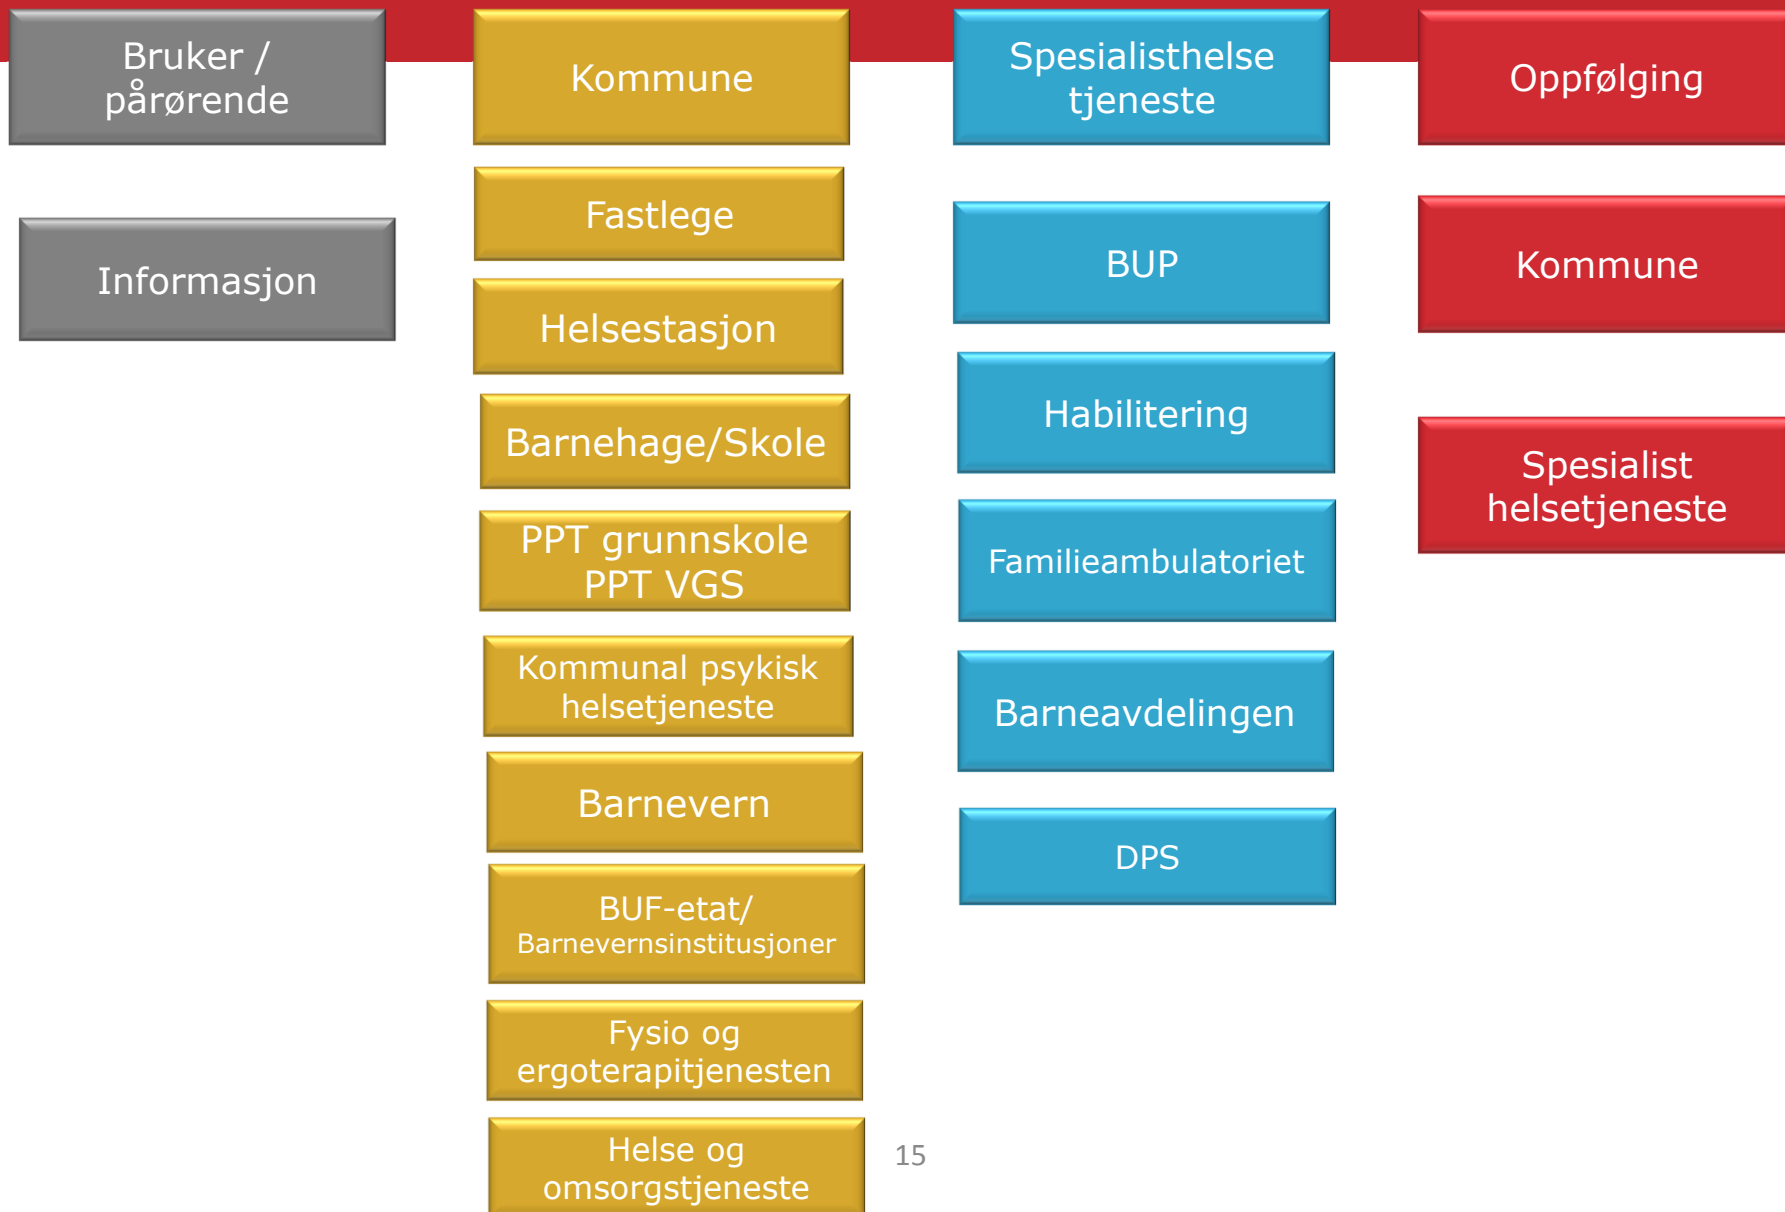 Bruker /
pårørende
Informasjon
Kommune
Fastlege
Helsestasjon
Barnehage/Skole
PPT grunnskole
PPT VGS
Kommunal psykisk
helsetjeneste
Barnevern
BUF-etat/
Barnevernsinstitusjoner
Fysio og
ergoterapitjenesten
Helse og
omsorgstjeneste
Spesialisthelse
tjeneste
BUP
Habilitering
Familieambulatoriet
Barneavdelingen
DPS
Oppfølging
Kommune
Spesialist
helsetjeneste
15